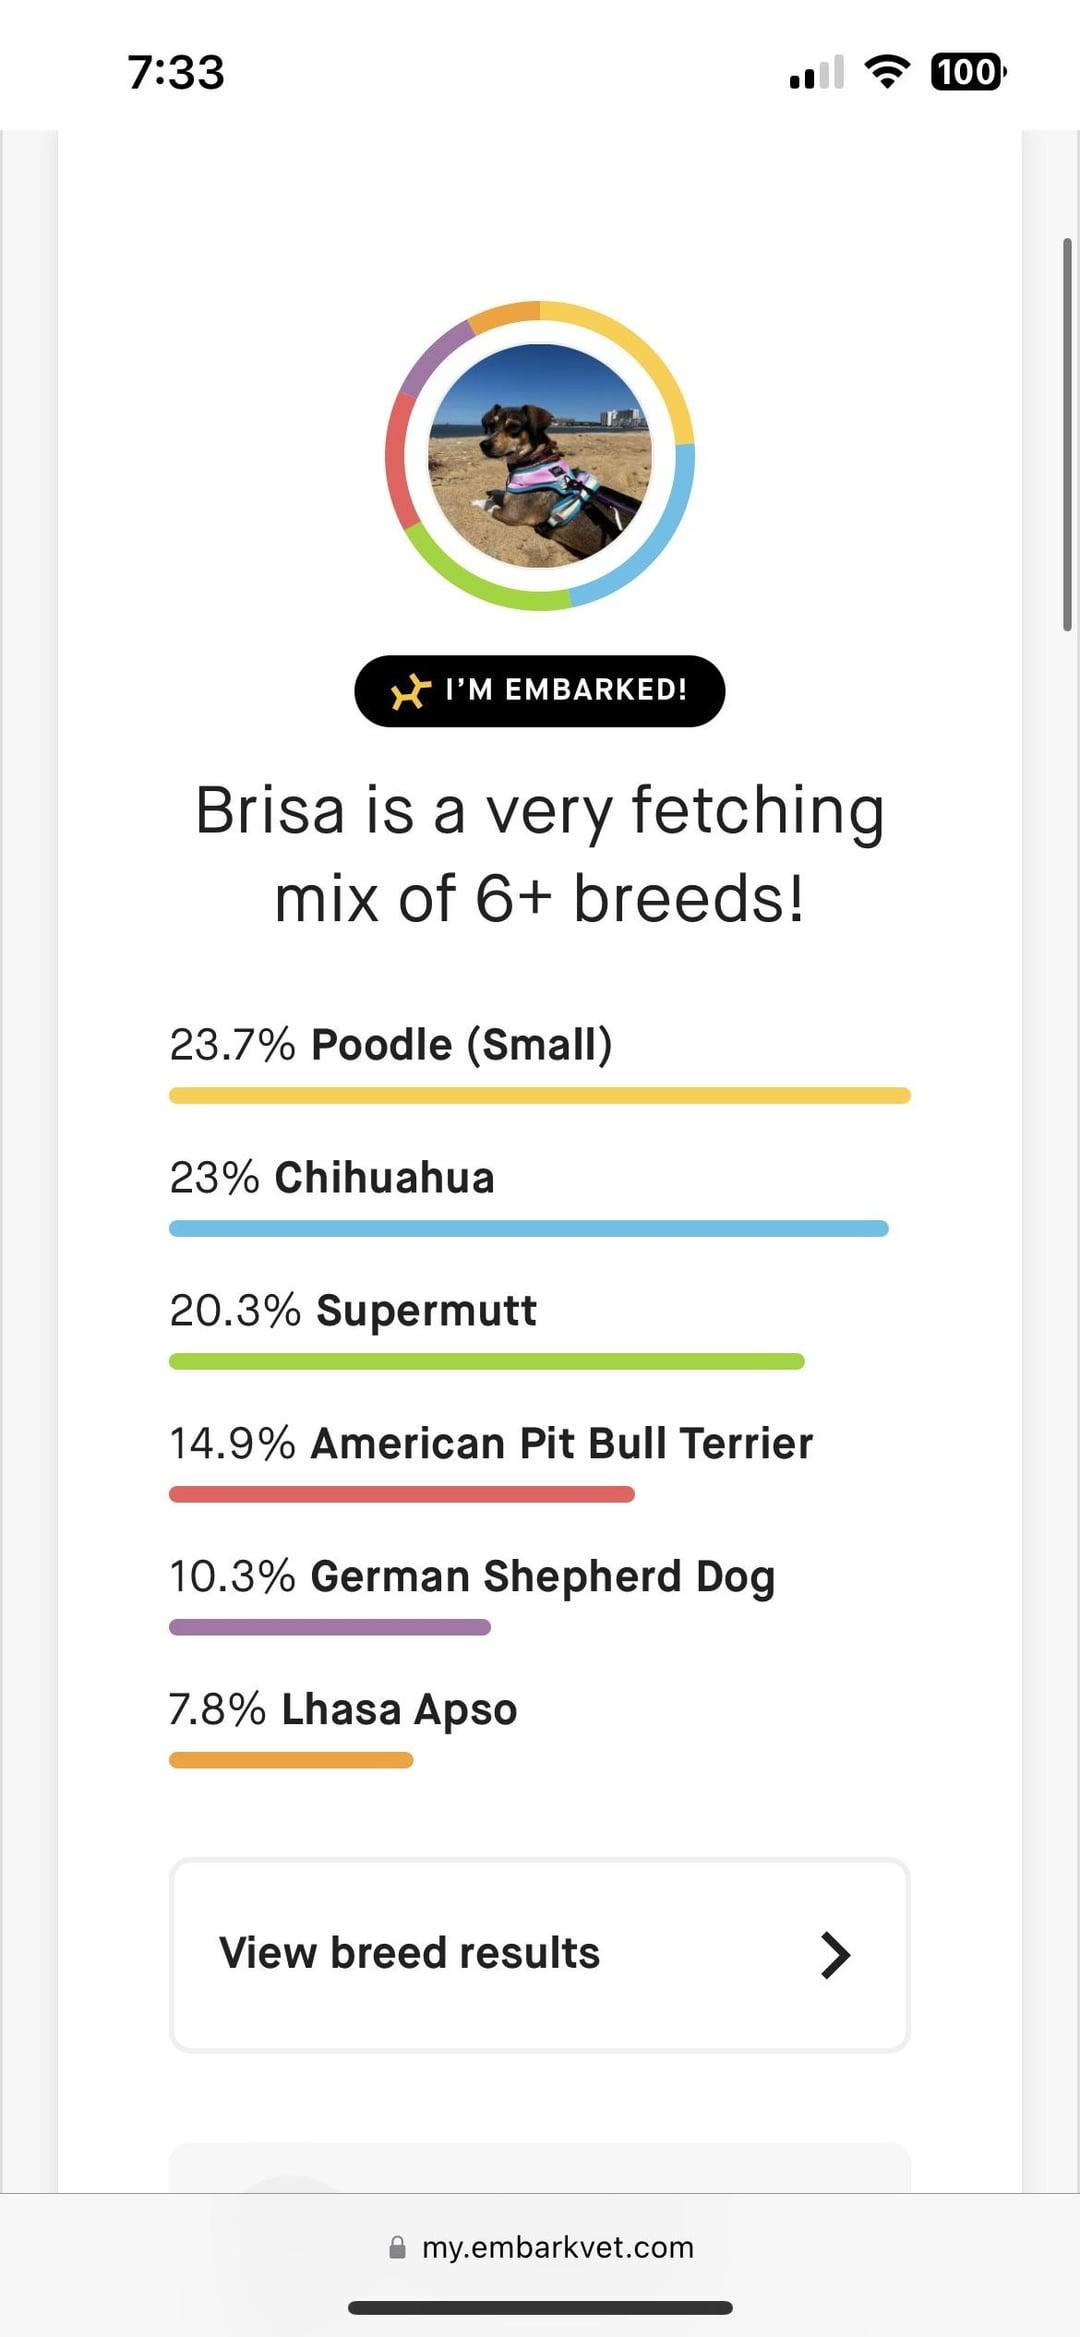 7:33
100
I’M EMBARKED!
Brisa is a very fetching
mix of 6+ breeds!
23.7% Poodle (Small)
23% Chihuahua
20.3% Supermutt
14.9% American Pit Bull Terrier
10.3% German Shepherd Dog
7.8% Lhasa Apso
View breed results
my.embarkvet.com